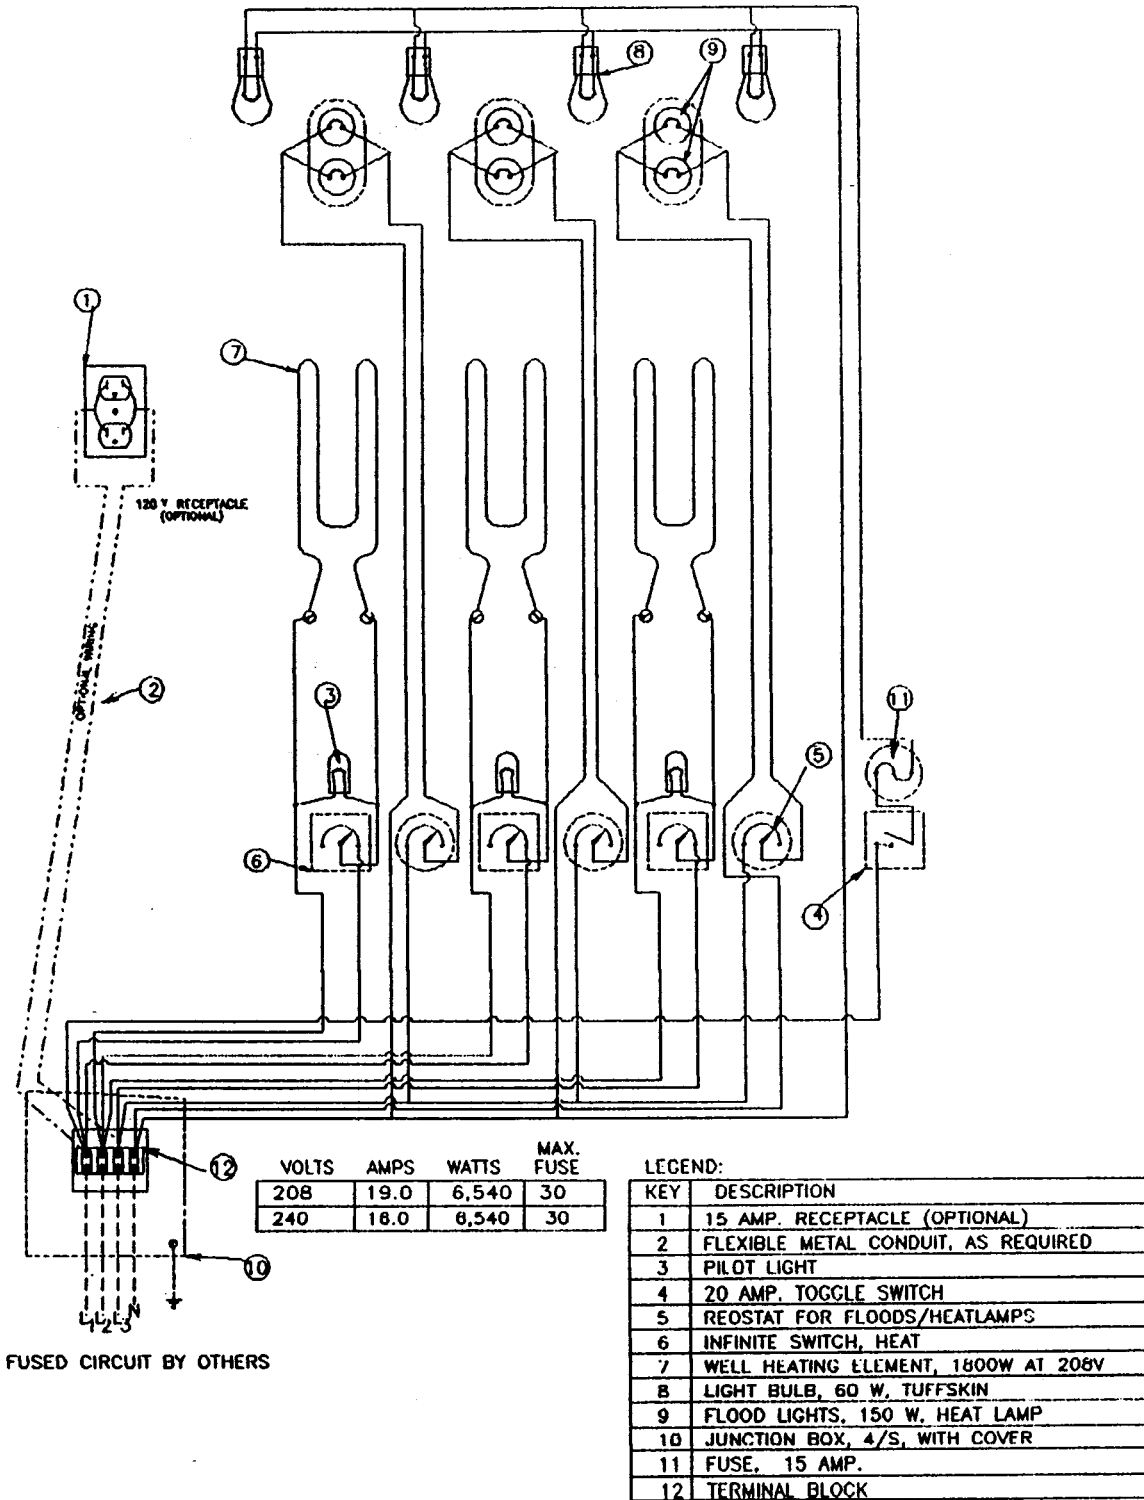 8
9
1
7
120 V RECEPTACLE
(OPTIONAL)
OPTIONAL WIRING
2
3
11
5
6
4
12
10
L1 L2 L3 N
FUSED CIRCUIT BY OTHERS
VOLTS AMPS WATTS MAX. FUSE
208 19.0 6,540 30
240 16.0 6,540 30
LEGEND:
KEY DESCRIPTION
1 15 AMP. RECEPTACLE (OPTIONAL)
2 FLEXIBLE METAL CONDUIT, AS REQUIRED
3 PILOT LIGHT
4 20 AMP. TOGGLE SWITCH
5 REOSTAT FOR FLOODS/HEATLAMPS
6 INFINITE SWITCH, HEAT
7 WELL HEATING ELEMENT, 1800W AT 208V
8 LIGHT BULB, 60 W, TUFFSKIN
9 FLOOD LIGHTS, 150 W, HEAT LAMP
10 JUNCTION BOX, 4/S, WITH COVER
11 FUSE, 15 AMP.
12 TERMINAL BLOCK